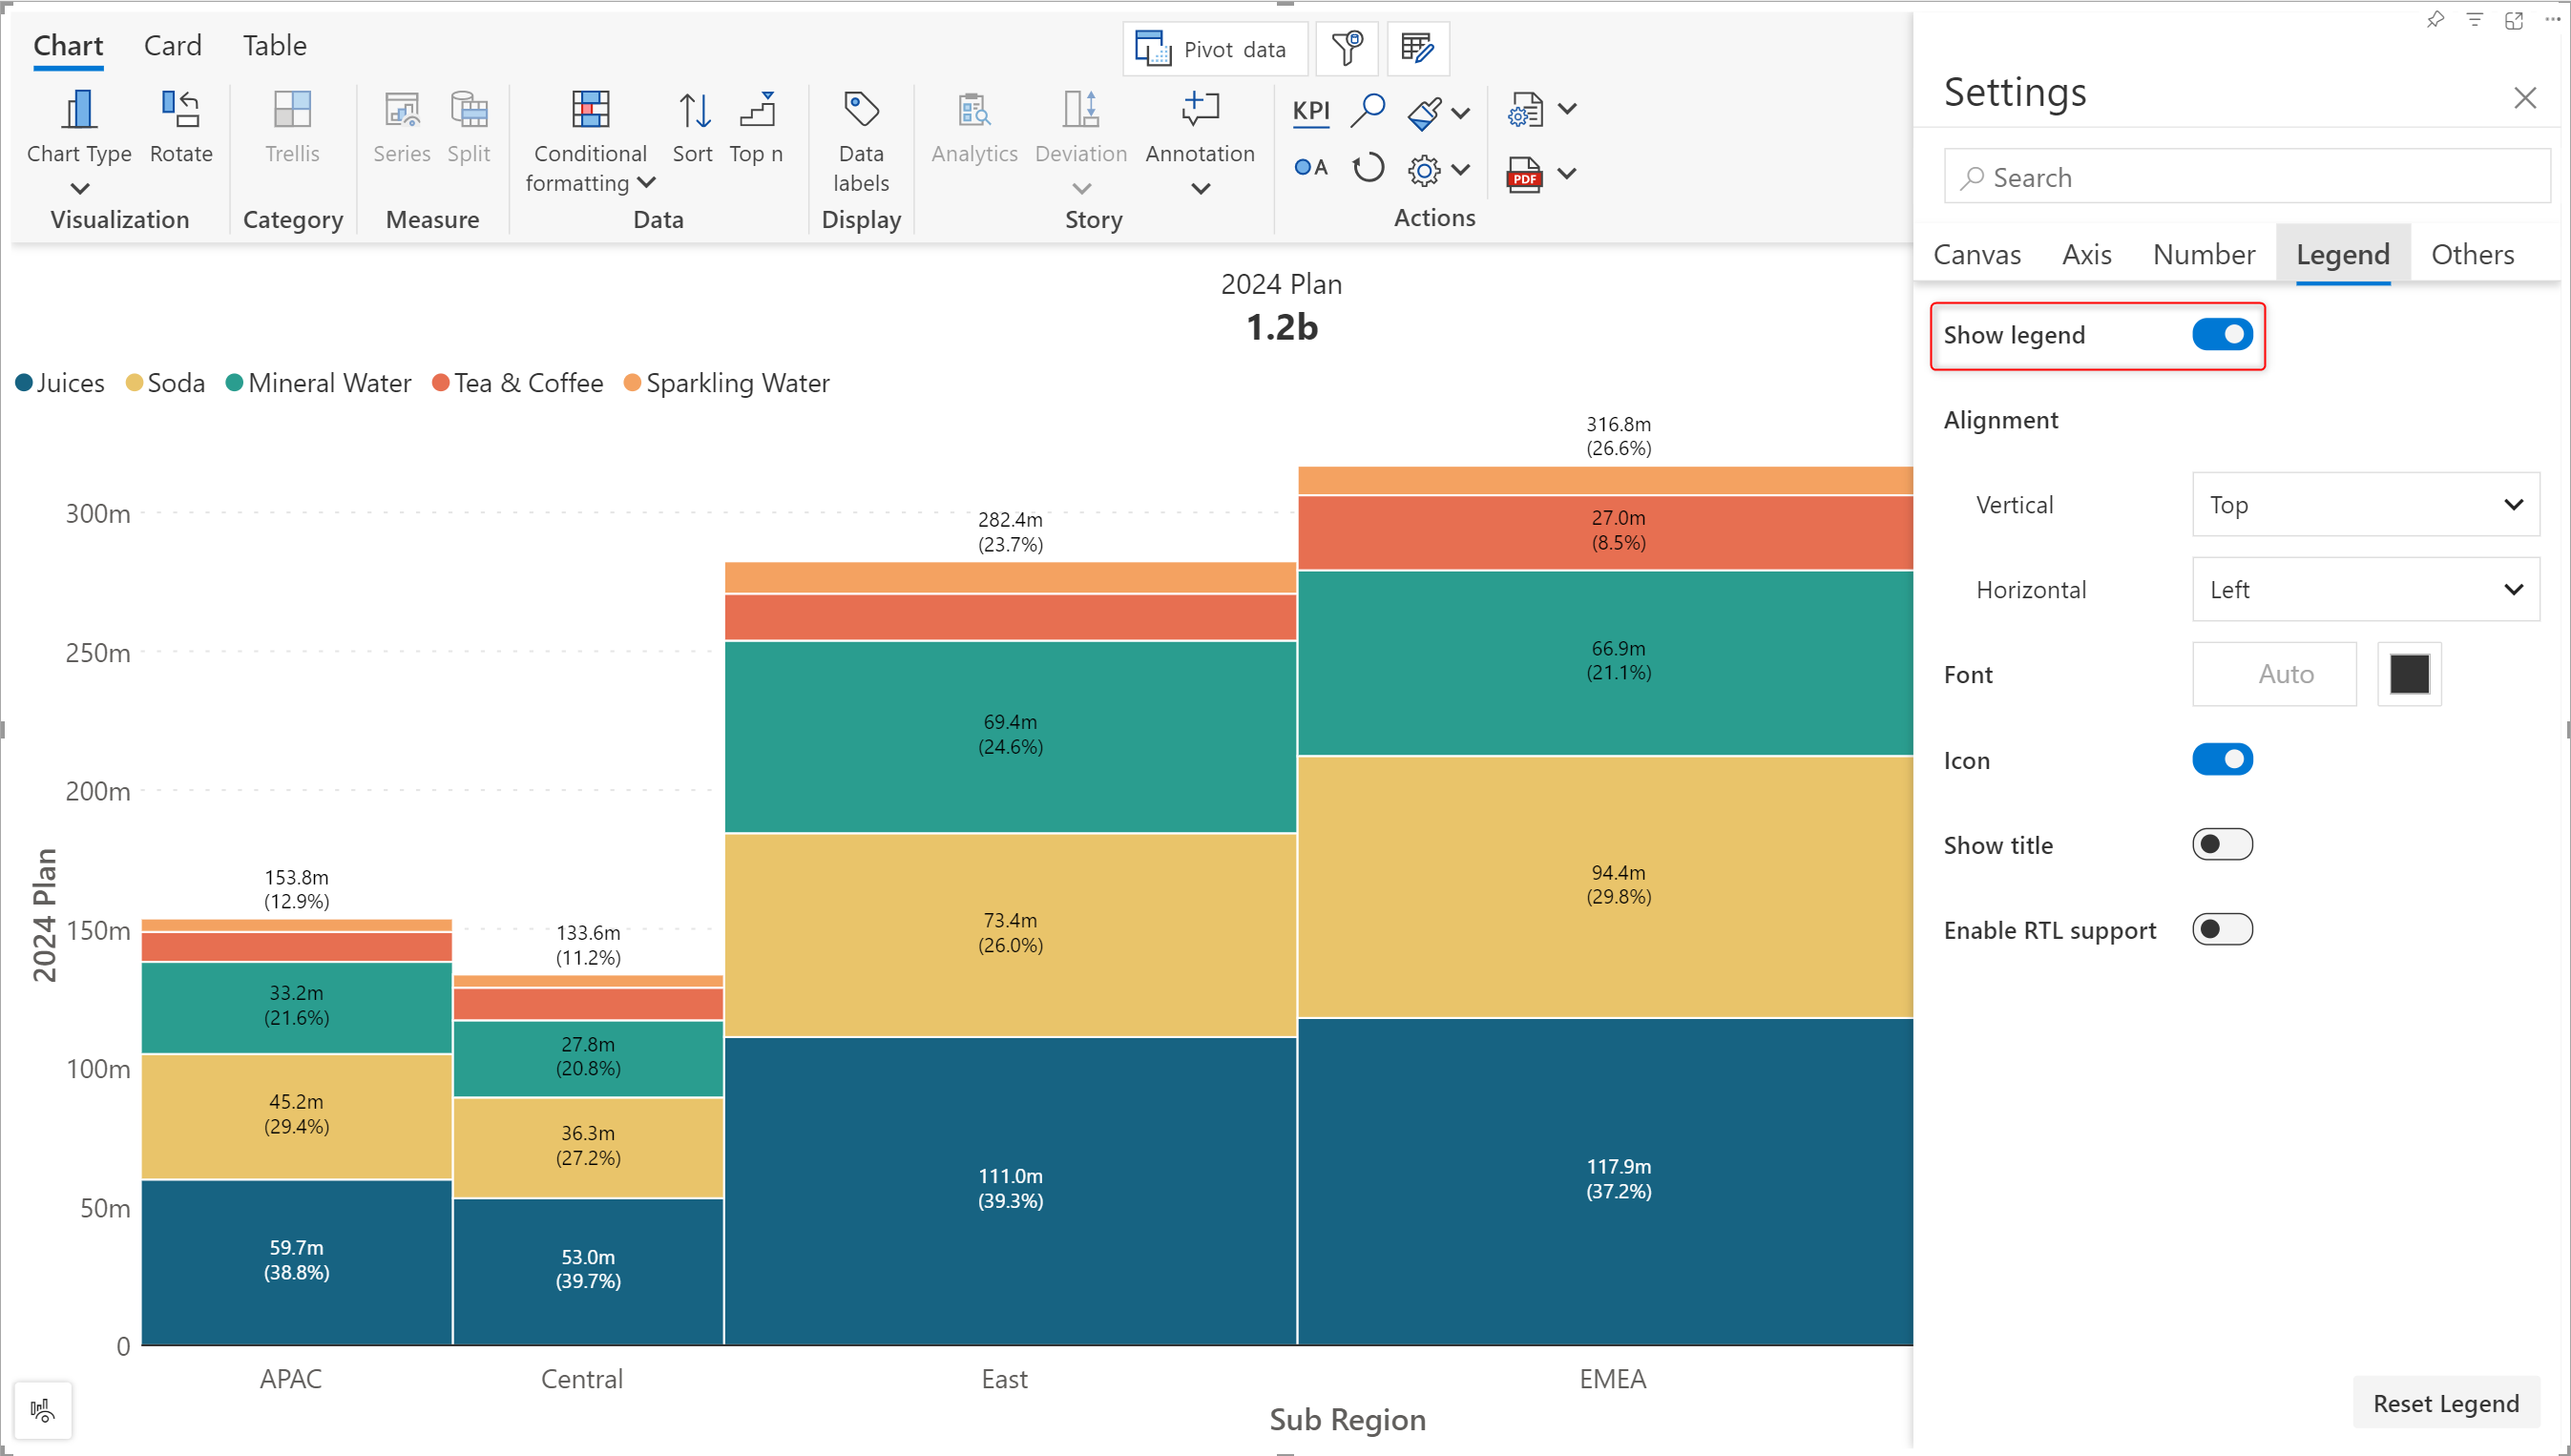 Chart Card Table
Pivot data
Chart Type Rotate Trellis Series Split Conditional formatting Sort Top n Data labels Analytics Deviation Annotation
KPI
A
PDF
Visualization Category Measure Data Display Story Actions
Settings
Search
Canvas Axis Number Legend Others
Show legend
Alignment
Vertical Top
Horizontal Left
Font Auto
Icon
Show title
Enable RTL support
Reset Legend
2024 Plan
1.2b
Juices Soda Mineral Water Tea & Coffee Sparkling Water
2024 Plan
300m
250m
200m
150m
100m
50m
0
153.8m
(12.9%)
33.2m
(21.6%)
45.2m
(29.4%)
59.7m
(38.8%)
133.6m
(11.2%)
27.8m
(20.8%)
36.3m
(27.2%)
53.0m
(39.7%)
282.4m
(23.7%)
69.4m
(24.6%)
73.4m
(26.0%)
111.0m
(39.3%)
316.8m
(26.6%)
27.0m
(8.5%)
66.9m
(21.1%)
94.4m
(29.8%)
117.9m
(37.2%)
APAC Central East EMEA
Sub Region